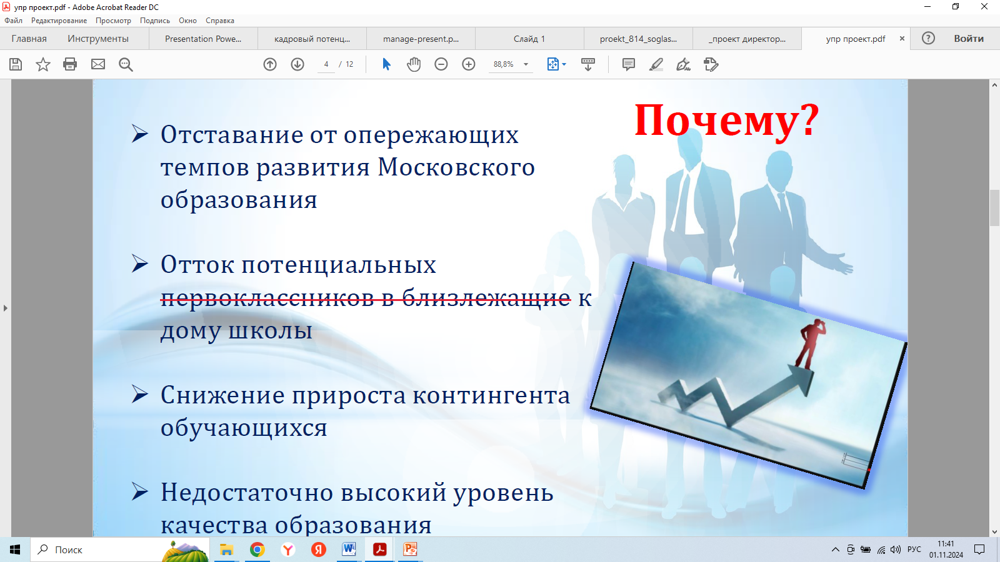 упр проект.pdf - Adobe Acrobat Reader DC
Файл Редактирование Просмотр Подпись Окно Справка
Главная Инструменты Presentation Powe... кадровый потенц... manage-present.p... Слайд 1 proekt_814_soglas... _проект директор... упр проект.pdf × ? Войти
4 / 12 88,8%
Почему?
Отставание от опережающих
темпов развития Московского
образования
Отток потенциальных
первоклассников в близлежащие к
дому школы
Снижение прироста контингента
обучающихся
Недостаточно высокий уровень
качества образования
Поиск
РУС
11:41
01.11.2024